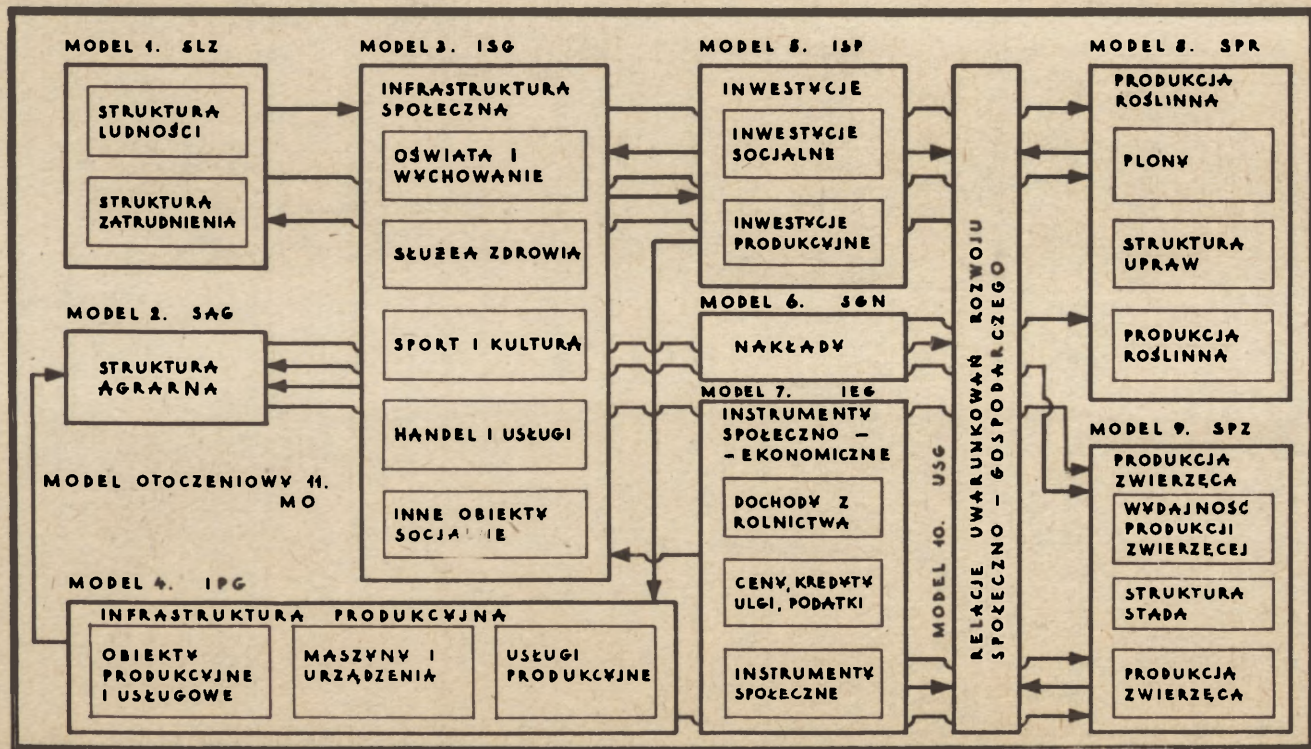 MODEL 1. SLZ
STRUKTURA
LUDNOŚCI
STRUKTURA
ZATRUDNIENIA
MODEL 2. SAG
STRUKTURA
AGRARNA
MODEL OTOCZENIOWY 11.
MO
MODEL 3. ISG
INFRASTRUKTURA
SPOŁECZNA
OŚWIATA I
WYCHOWANIE
SŁUŻBA ZDROWIA
SPORT I KULTURA
HANDEL I USŁUGI
INNE OBIEKTY
MODEL 4. IPG
INFRASTRUKTURA PRODUKCYJNA
OBIEKTY
PRODUKCYJNE
I USŁUGOWE
MASZYNY I
URZĄDZENIA
USŁUGI
PRODUKCYJNE
MODEL 5. ISP
INWESTYCJE
INWESTYCJE
SOCJALNE
INWESTYCJE
PRODUKCYJNE
MODEL 6. SGN
NAKŁADY
MODEL 7. IEG
INSTRUMENTY
SPOŁECZNO –
– EKONOMICZNE
DOCHODY Z
ROLNICTWA
CENY, KREDYTY
ULGI, PODATKI
INSTRUMENTY
SPOŁECZNE
MODEL 10. USG
RELACJE UWARUNKOWAŃ ROZWOJU
SPOŁECZNO – GOSPODARCZEGO
MODEL 8. SPR
PRODUKCJA
ROŚLINNA
PLONY
STRUKTURA
UPRAW
PRODUKCJA
ROŚLINNA
MODEL 9. SPZ
PRODUKCJA
ZWIERZĘCA
WYDAJNOŚĆ
PRODUKCJI
ZWIERZĘCEJ
STRUKTURA
STADA
PRODUKCJA
ZWIERZĘCA